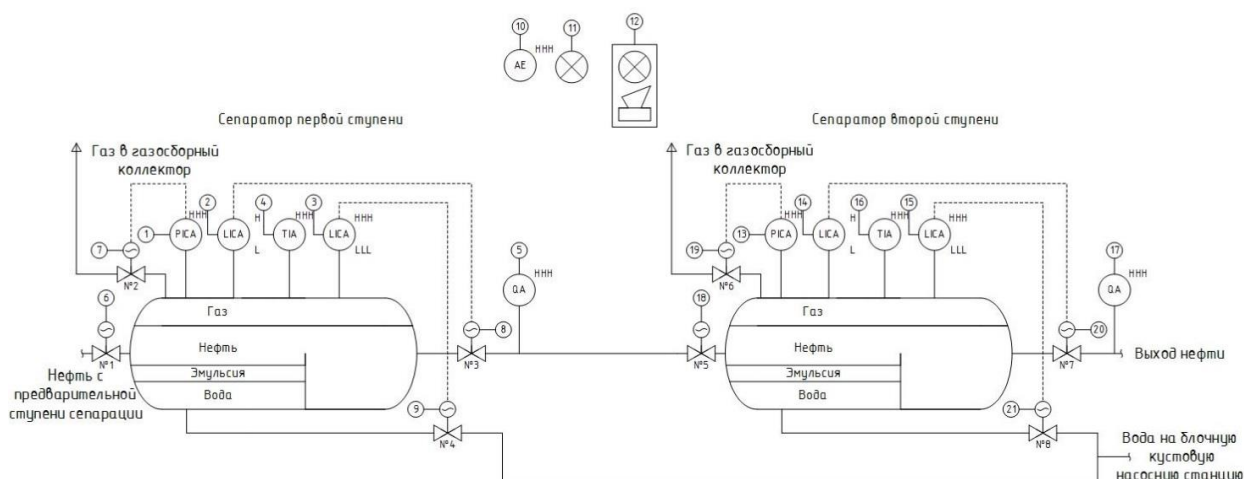 10
11
12
AE
HHH
Сепаратор первой ступени
Сепаратор второй ступени
Газ в газосборный
коллектор
Газ в газосборный
коллектор
2
4
3
1
PICA
HHH
LICA
H
L
TIA
HHH
LICA
HHH
LLL
7
№2
5
QA
HHH
6
№1
Газ
Нефть
Эмульсия
Вода
8
№3
9
№4
Нефть с
предварительной
ступени сепарации
14
16
15
13
PICA
HHH
LICA
H
L
TIA
HHH
LICA
HHH
LLL
19
№6
17
QA
HHH
18
№5
Газ
Нефть
Эмульсия
Вода
20
№7
21
№8
Выход нефти
Вода на блочную
кустовую
насосную станцию